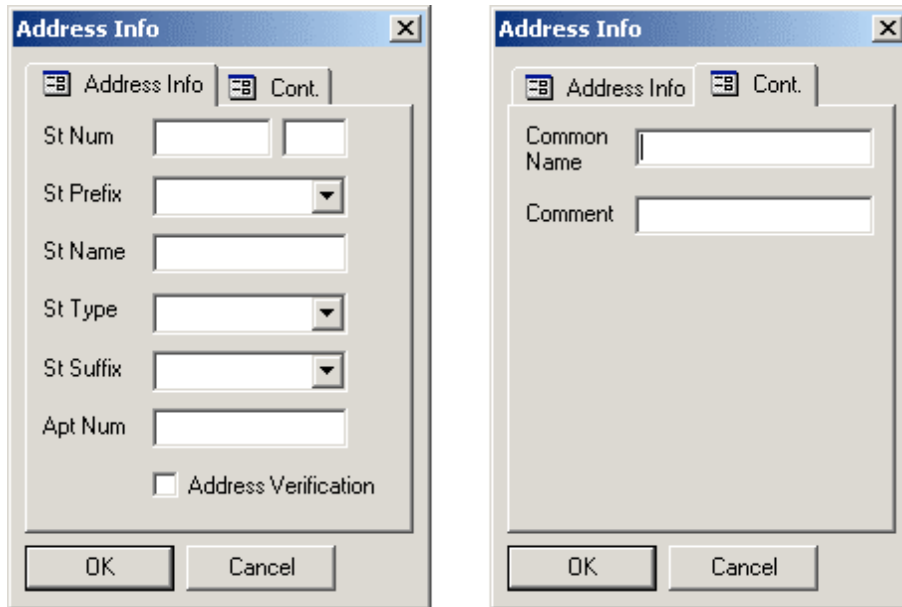 Address Info
Address Info Cont.
St Num
St Prefix
St Name
St Type
St Suffix
Apt Num
Address Verification
OK Cancel
Address Info
Address Info Cont.
Common
Name
Comment
OK Cancel